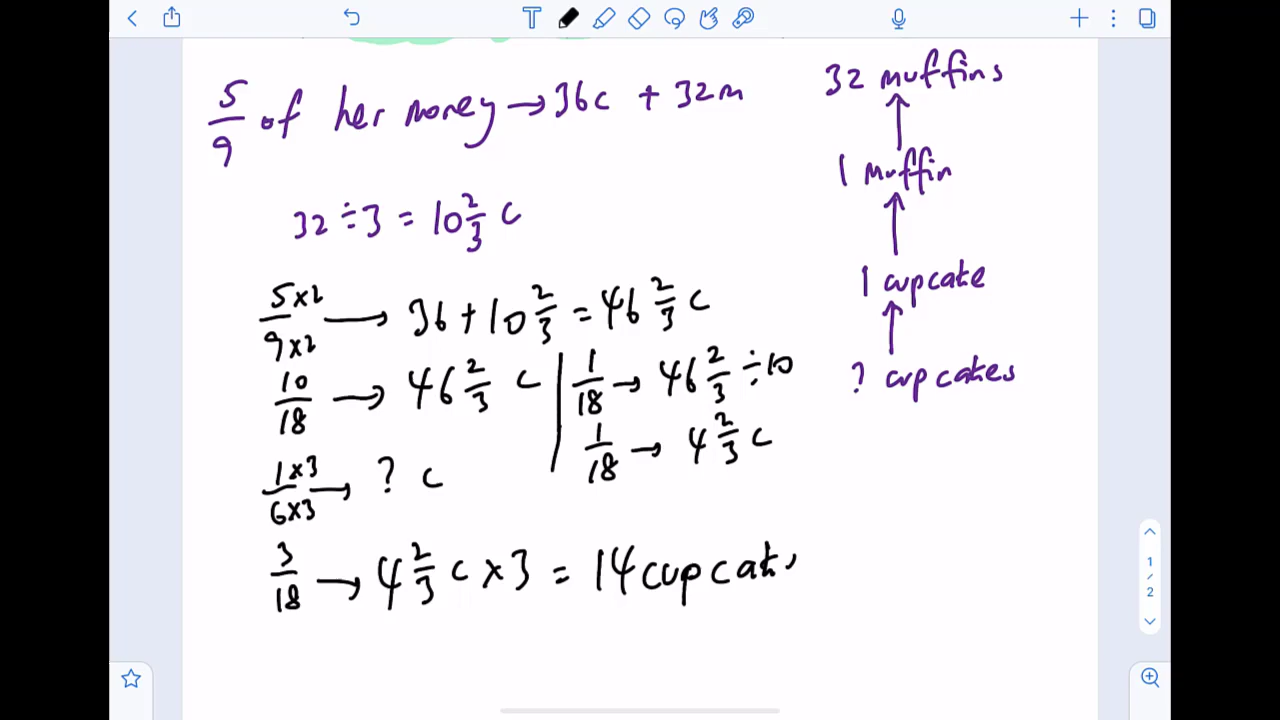 5/9 of her money → 36c + 32m
32 ÷ 3 = 10 2/3 c
5×2/9×2 → 36 + 10 2/3 = 46 2/3 c
10/18 → 46 2/3 c
1×3/6×3 → ? c
3/18 → 4 2/3 c × 3 = 14 cupcak
1/18 → 46 2/3 ÷ 10
1/18 → 4 2/3 c
32 muffins
1 muffin
1 cupcake
? cupcakes
1
/
2